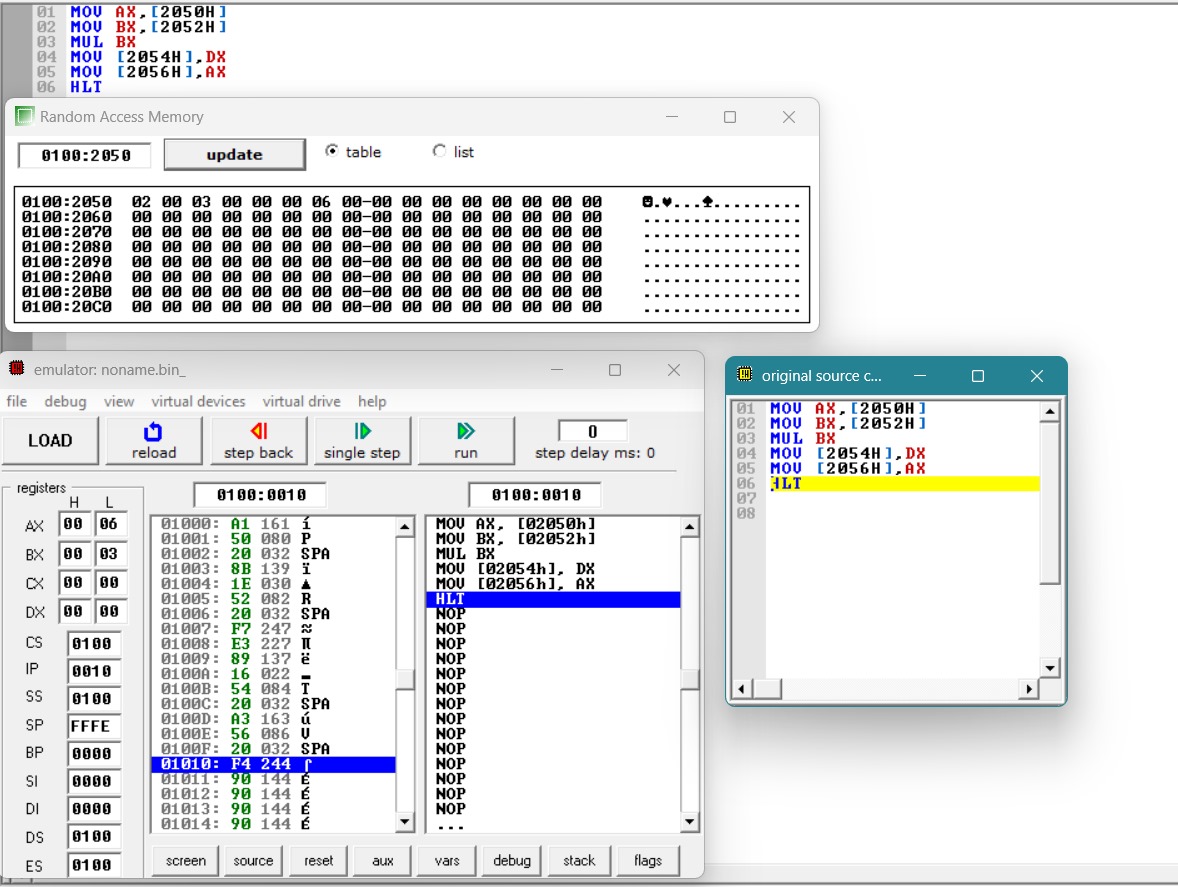 01 MOV AX,[2050H]
02 MOV BX,[2052H]
03 MUL BX
04 MOV [2054H],DX
05 MOV [2056H],AX
06 HLT
Random Access Memory
0100:2050 update table list
0100:2050 02 00 03 00 00 00 06 00-00 00 00 00 00 00 00 00 ☻.♥...♠.........
0100:2060 00 00 00 00 00 00 00 00-00 00 00 00 00 00 00 00 ................
0100:2070 00 00 00 00 00 00 00 00-00 00 00 00 00 00 00 00 ................
0100:2080 00 00 00 00 00 00 00 00-00 00 00 00 00 00 00 00 ................
0100:2090 00 00 00 00 00 00 00 00-00 00 00 00 00 00 00 00 ................
0100:20A0 00 00 00 00 00 00 00 00-00 00 00 00 00 00 00 00 ................
0100:20B0 00 00 00 00 00 00 00 00-00 00 00 00 00 00 00 00 ................
0100:20C0 00 00 00 00 00 00 00 00-00 00 00 00 00 00 00 00 ................
emulator: noname.bin_
file debug view virtual devices virtual drive help
LOAD reload step back single step run step delay ms: 0
0
registers
H L
AX 00 06
BX 00 03
CX 00 00
DX 00 00
CS 0100
IP 0010
SS 0100
SP FFFE
BP 0000
SI 0000
DI 0000
DS 0100
ES 0100
0100:0010
01000: A1 161 í
01001: 50 080 P
01002: 20 032 SPA
01003: 8B 139 ï
01004: 1E 030 ▲
01005: 52 082 R
01006: 20 032 SPA
01007: F7 247 ≈
01008: E3 227 π
01009: 89 137 ë
0100A: 16 022 ▬
0100B: 54 084 T
0100C: 20 032 SPA
0100D: A3 163 ú
0100E: 56 086 V
0100F: 20 032 SPA
01010: F4 244 ⌠
01011: 90 144 É
01012: 90 144 É
01013: 90 144 É
01014: 90 144 É
0100:0010
MOV AX, [02050h]
MOV BX, [02052h]
MUL BX
MOV [02054h], DX
MOV [02056h], AX
HLT
NOP
NOP
NOP
NOP
NOP
NOP
NOP
NOP
NOP
NOP
NOP
NOP
NOP
NOP
...
screen source reset aux vars debug stack flags
original source c...
01 MOV AX,[2050H]
02 MOV BX,[2052H]
03 MUL BX
04 MOV [2054H],DX
05 MOV [2056H],AX
06 HLT
07
08